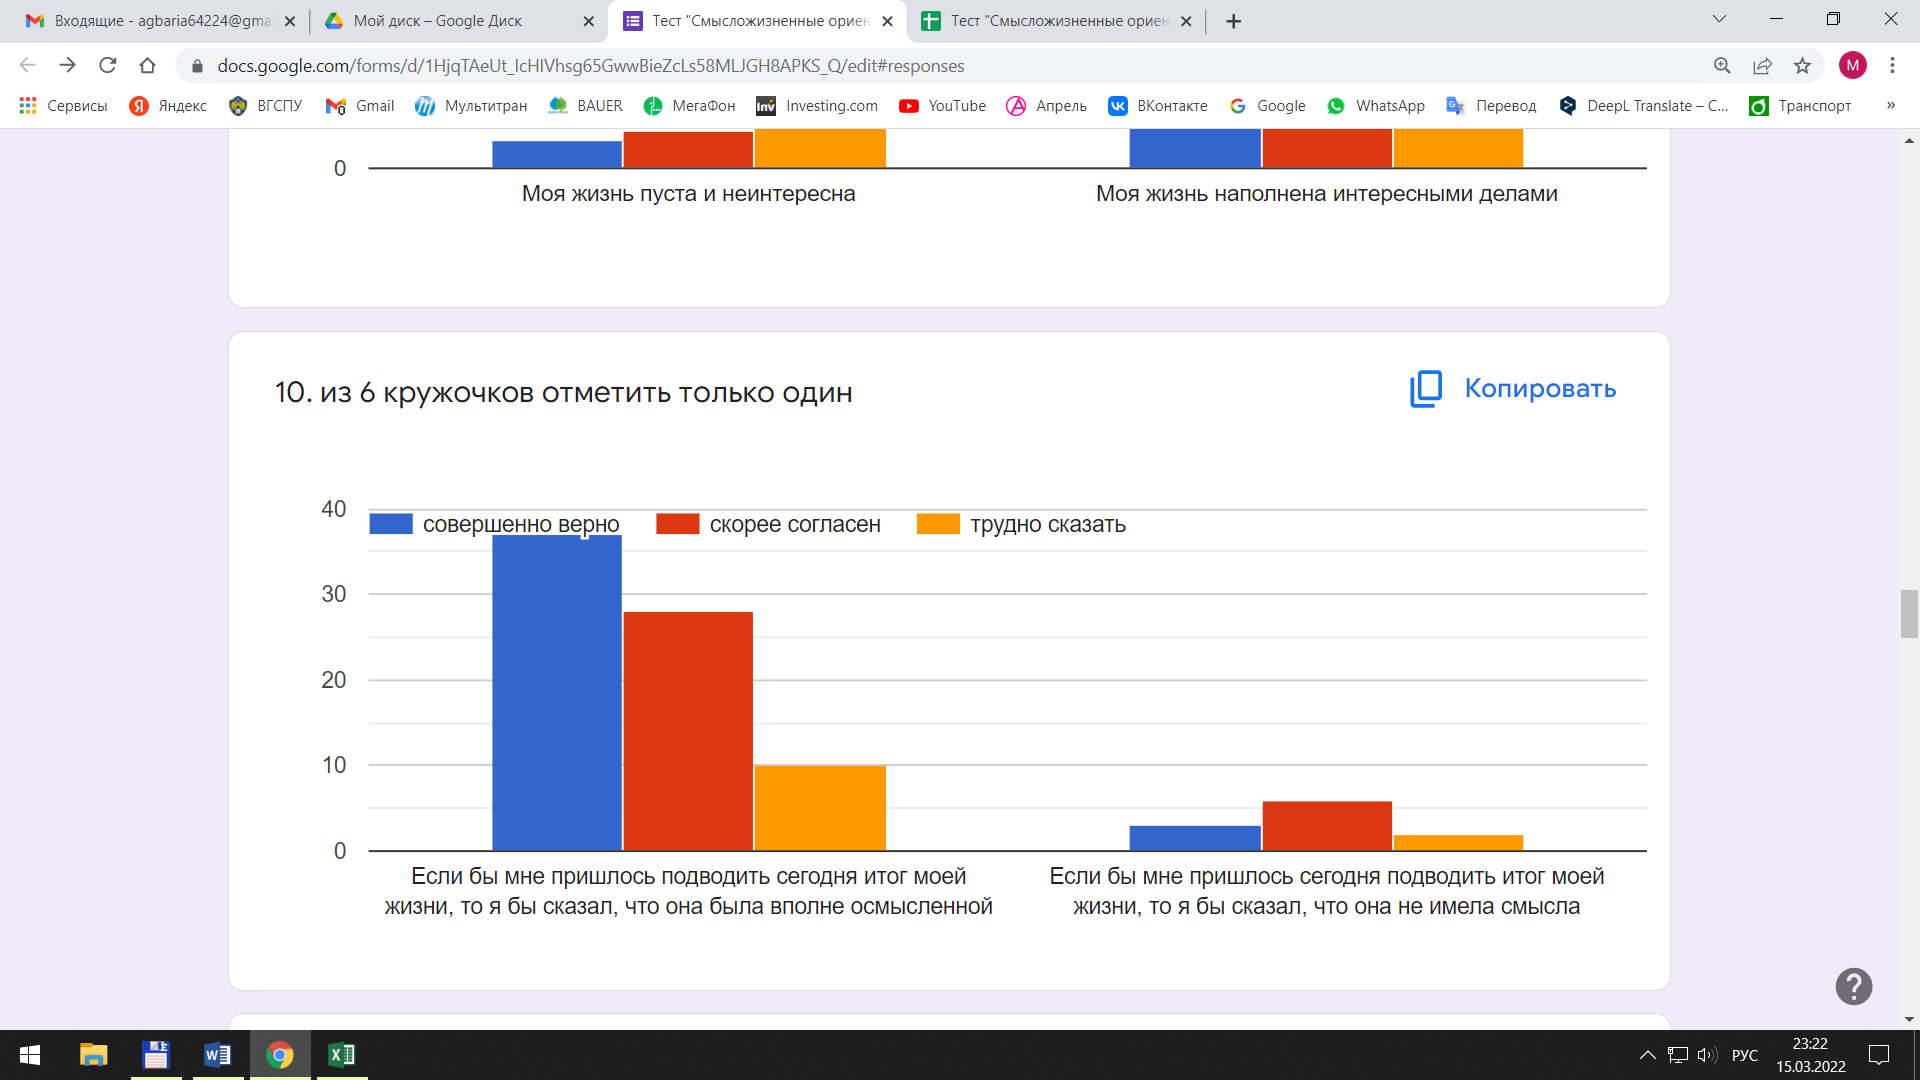 Входящие - agbaria64224@gma
Мой диск – Google Диск
Тест "Смысложизненные ориен
Тест "Смысложизненные ориен
docs.google.com/forms/d/1HjqTAeUt_IcHIVhsg65GwwBieZcLs58MLJGH8APKS_Q/edit#responses
M
Сервисы
Яндекс
ВГСПУ
Gmail
Мультитран
BAUER
МегаФон
Inv
Investing.com
YouTube
Апрель
ВКонтакте
Google
WhatsApp
Перевод
DeepL Translate – С...
Транспорт
»
0
Моя жизнь пуста и неинтересна
Моя жизнь наполнена интересными делами
10. из 6 кружочков отметить только один
Копировать
40
совершенно верно
скорее согласен
трудно сказать
30
20
10
0
Если бы мне пришлось подводить сегодня итог моей
жизни, то я бы сказал, что она была вполне осмысленной
Если бы мне пришлось сегодня подводить итог моей
жизни, то я бы сказал, что она не имела смысла
РУС
23:22
15.03.2022